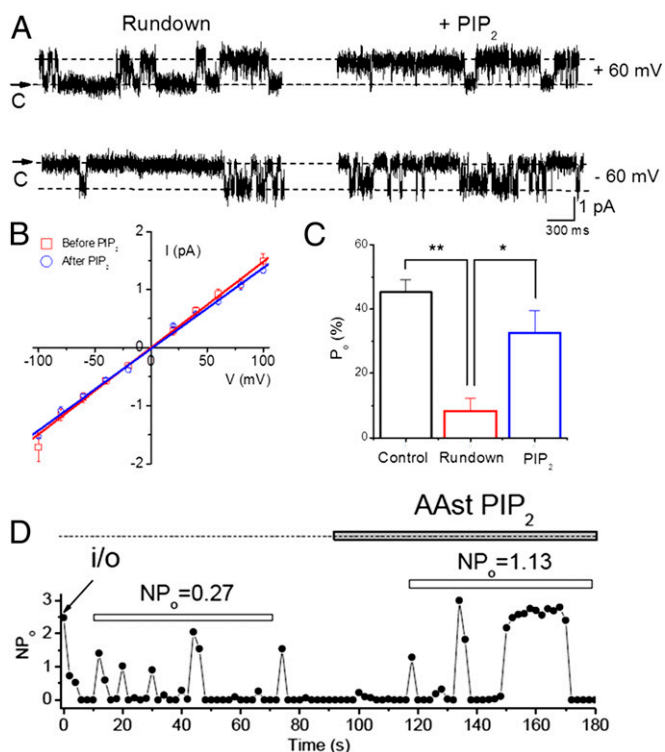 A
Rundown
+ PIP₂
C
+ 60 mV
C
- 60 mV
1 pA
300 ms
B
Before PIP₂
After PIP₂
I (pA)
2
1
-100
-50
0
50
100
V (mV)
-1
-2
C
**
*
60
40
20
0
Pₒ (%)
Control
Rundown
PIP₂
D
AAst PIP₂
i/o
NPₒ=0.27
NPₒ=1.13
3
2
1
0
NPₒ
0 20 40 60 80 100 120 140 160 180
Time (s)